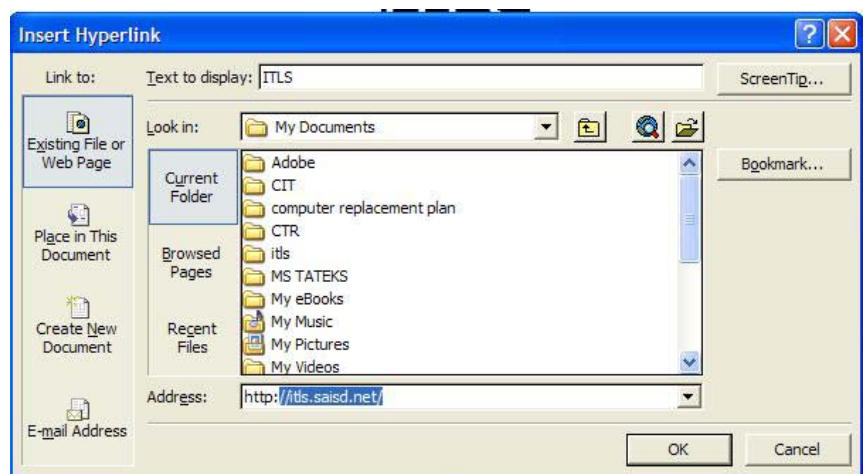 Insert Hyperlink
Link to:
Text to display: ITLS
ScreenTip...
Existing File or
Web Page
Look in:
My Documents
Bookmark...
Current
Folder
Adobe
CIT
computer replacement plan
CTR
itls
MS TATEKS
My eBooks
My Music
My Pictures
My Videos
Place in This
Document
Browsed
Pages
Create New
Document
Recent
Files
Address:
http://itls.saisd.net/
E-mail Address
OK
Cancel